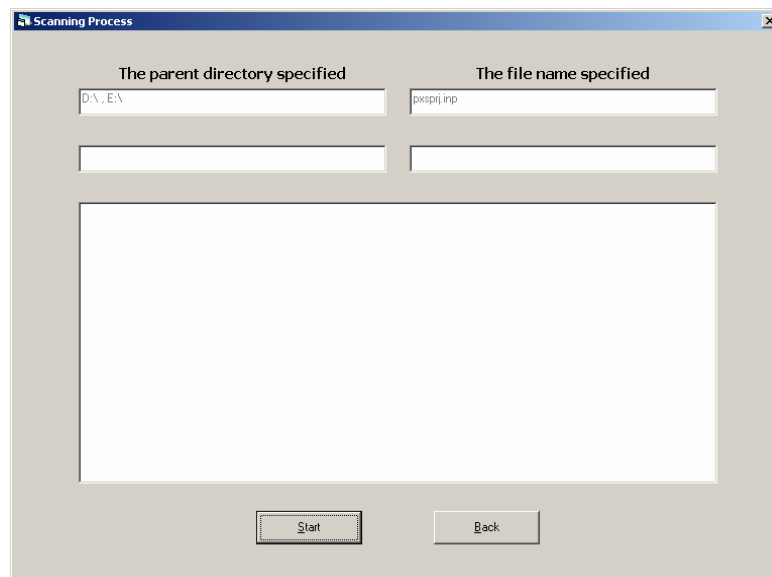 Scanning Process
The parent directory specified The file name specified
D:\ , E:\ pxsprj.inp
Start Back